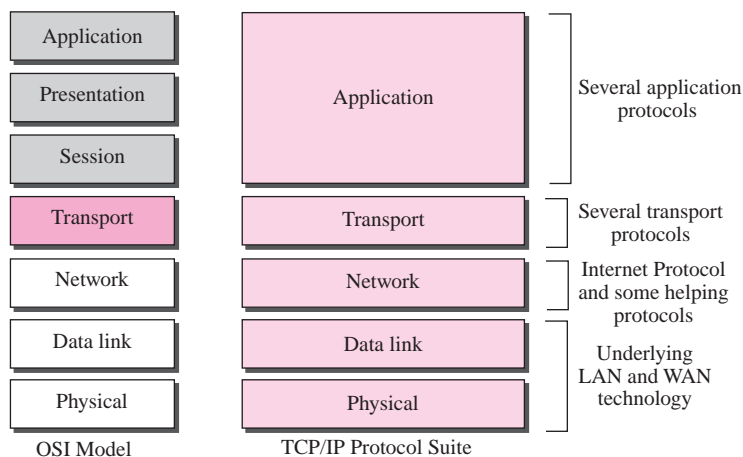 Application
Presentation
Session
Transport
Network
Data link
Physical
OSI Model
Application
Transport
Network
Data link
Physical
TCP/IP Protocol Suite
Several application
protocols
Several transport
protocols
Internet Protocol
and some helping
protocols
Underlying
LAN and WAN
technology